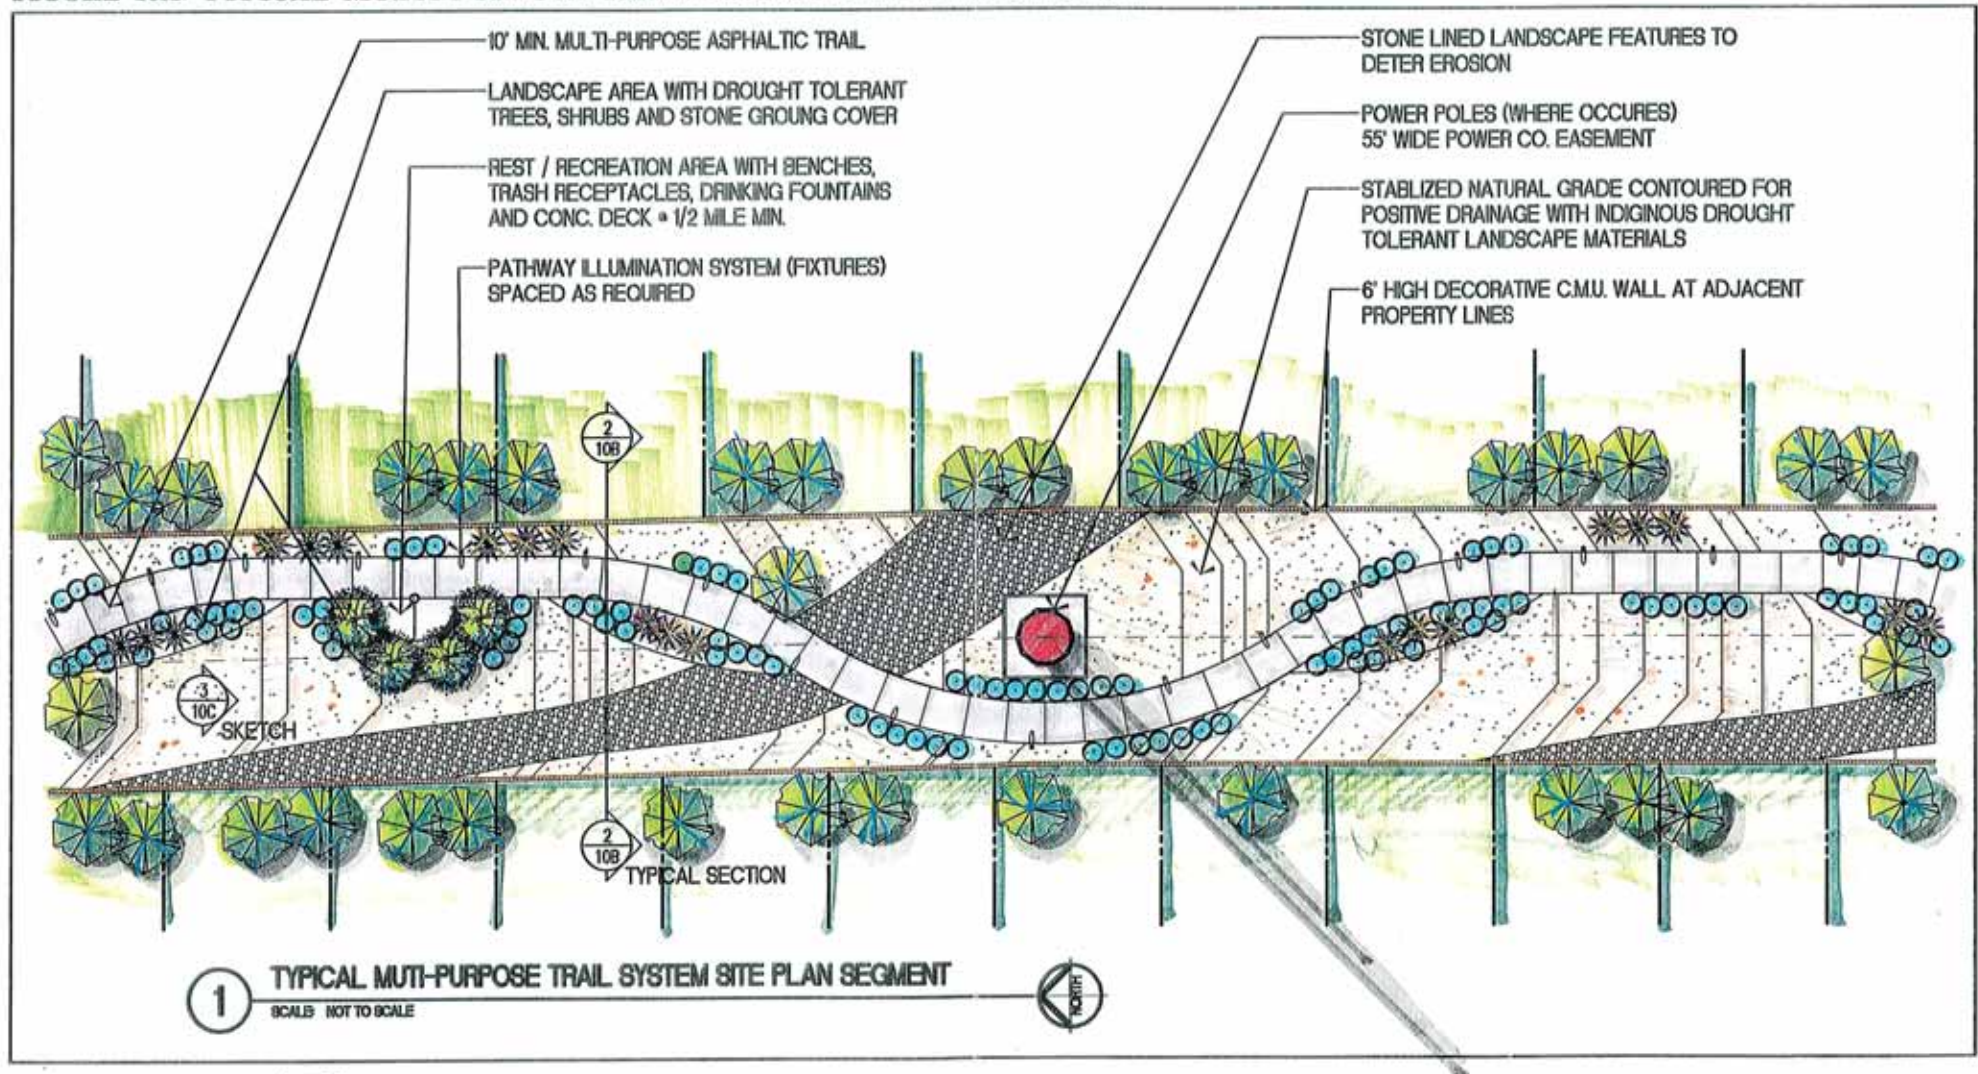 10' MIN. MULTI-PURPOSE ASPHALTIC TRAIL
LANDSCAPE AREA WITH DROUGHT TOLERANT
TREES, SHRUBS AND STONE GROUNG COVER
REST / RECREATION AREA WITH BENCHES,
TRASH RECEPTACLES, DRINKING FOUNTAINS
AND CONC. DECK @ 1/2 MILE MIN.
PATHWAY ILLUMINATION SYSTEM (FIXTURES)
SPACED AS REQUIRED
STONE LINED LANDSCAPE FEATURES TO
DETER EROSION
POWER POLES (WHERE OCCURES)
55' WIDE POWER CO. EASEMENT
STABLIZED NATURAL GRADE CONTOURED FOR
POSITIVE DRAINAGE WITH INDIGINOUS DROUGHT
TOLERANT LANDSCAPE MATERIALS
6' HIGH DECORATIVE C.M.U. WALL AT ADJACENT
PROPERTY LINES
2
10B
3
10C
SKETCH
2
10B
TYPICAL SECTION
1
TYPICAL MUTI-PURPOSE TRAIL SYSTEM SITE PLAN SEGMENT
SCALE: NOT TO SCALE
NORTH